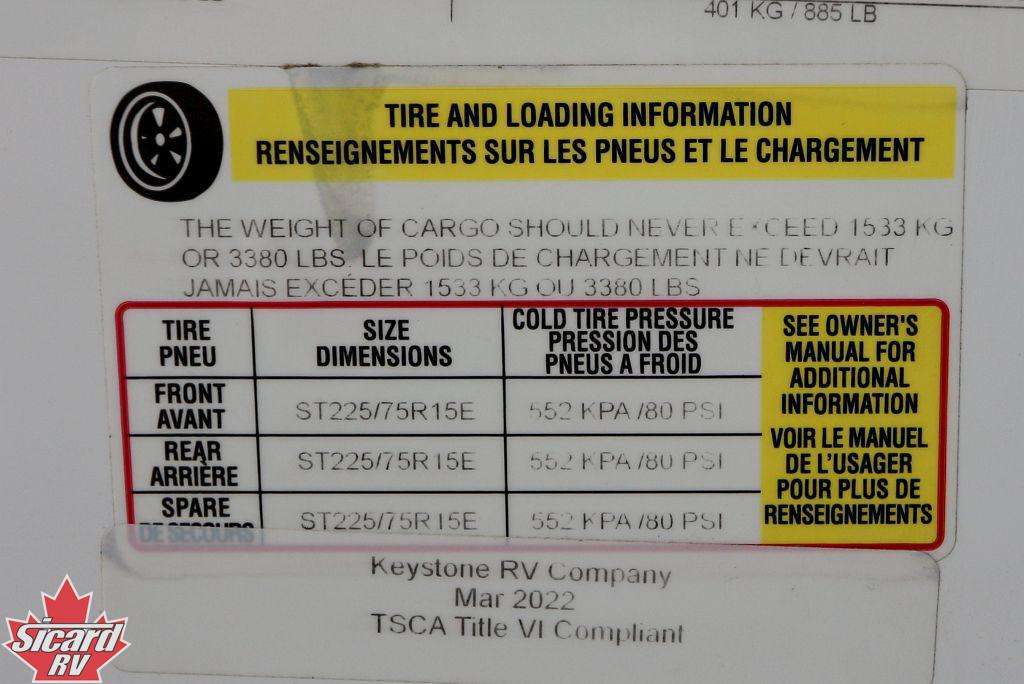 401 KG / 885 LB
TIRE AND LOADING INFORMATION
RENSEIGNEMENTS SUR LES PNEUS ET LE CHARGEMENT
THE WEIGHT OF CARGO SHOULD NEVER EXCEED 1533 KG
OR 3380 LBS. LE POIDS DE CHARGEMENT NE DEVRAIT
JAMAIS EXCÉDER 1533 KG OU 3380 LBS
TIRE
PNEU
SIZE
DIMENSIONS
COLD TIRE PRESSURE
PRESSION DES
PNEUS A FROID
FRONT
AVANT
ST225/75R15E
552 KPA /80 PSI
REAR
ARRIÈRE
ST225/75R15E
552 KPA /80 PSI
SPARE
DE SECOURS
ST225/75R15E
552 KPA /80 PSI
SEE OWNER'S
MANUAL FOR
ADDITIONAL
INFORMATION
VOIR LE MANUEL
DE L'USAGER
POUR PLUS DE
RENSEIGNEMENTS
Keystone RV Company
Mar 2022
TSCA Title VI Compliant
Sicard
RV